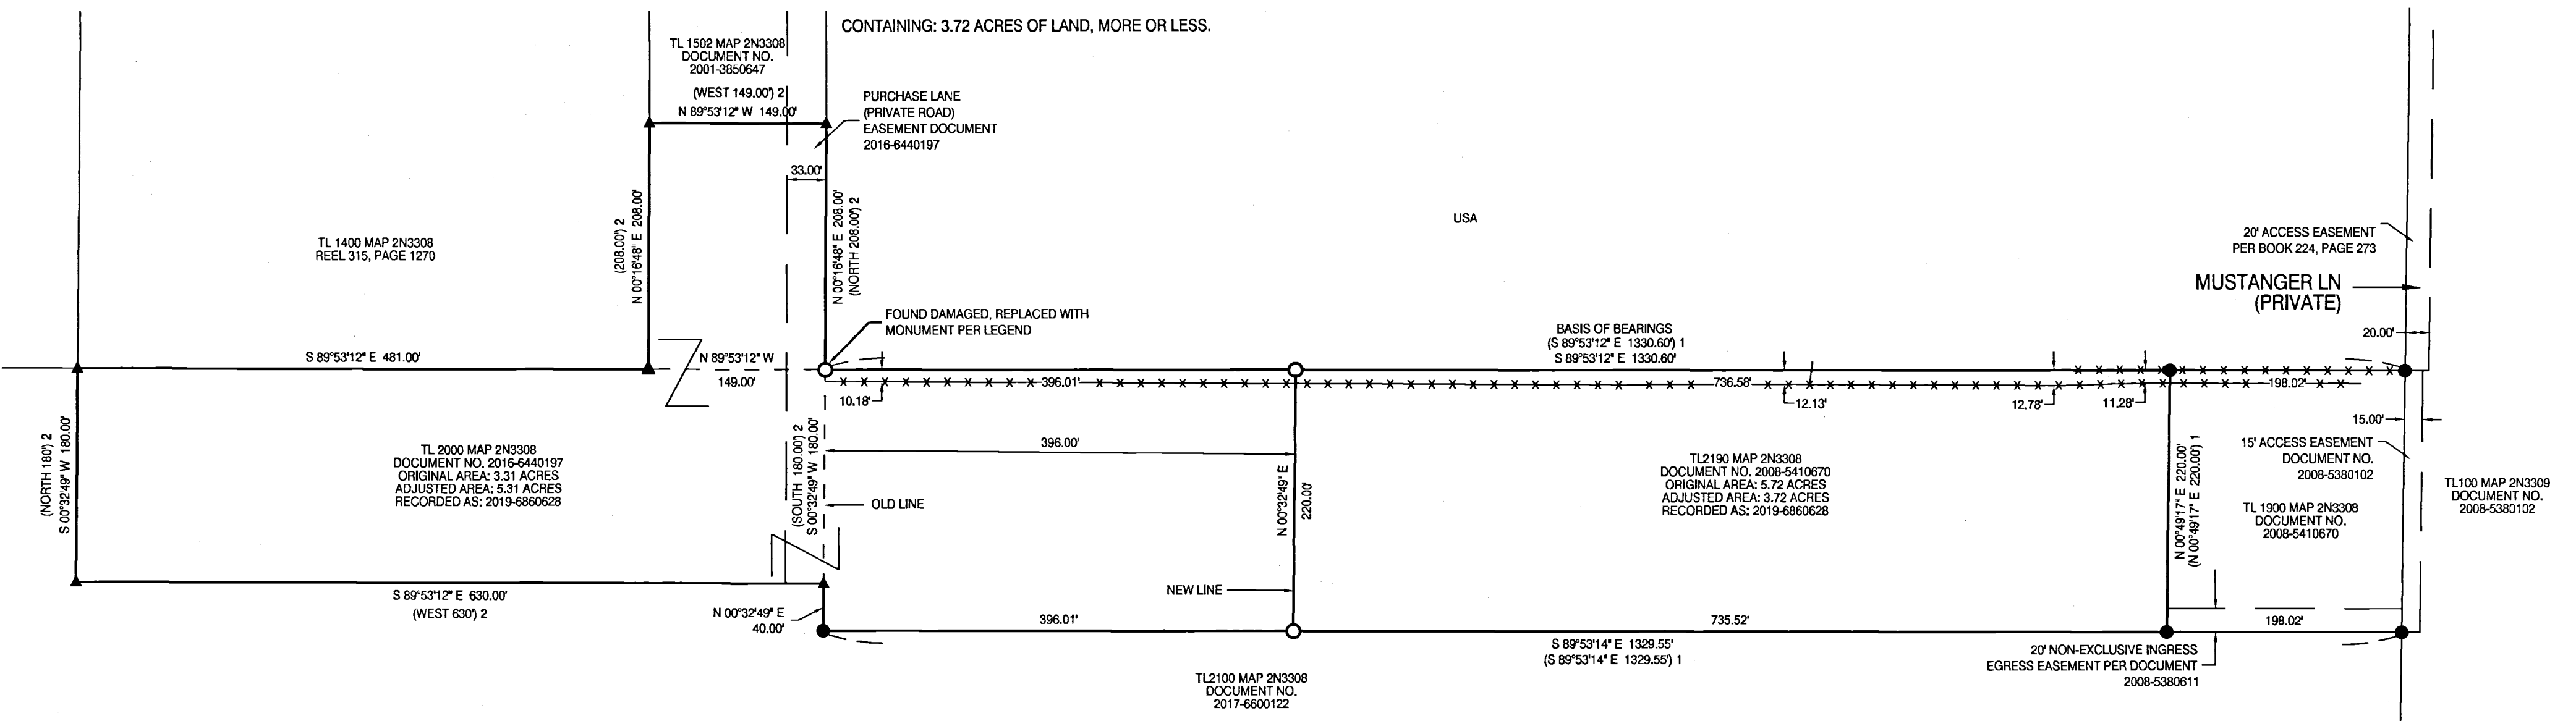 CONTAINING: 3.72 ACRES OF LAND, MORE OR LESS.
TL 1502 MAP 2N3308
DOCUMENT NO.
2001-3850647
(WEST 149.00') 2
N 89°53'12" W 149.00'
PURCHASE LANE
(PRIVATE ROAD)
EASEMENT DOCUMENT
2016-6440197
33.00'
(208.00') 2
N 00°16'48" E 208.00'
N 00°16'48" E 208.00'
(NORTH 208.00') 2
TL 1400 MAP 2N3308
REEL 315, PAGE 1270
USA
20' ACCESS EASEMENT
PER BOOK 224, PAGE 273
MUSTANGER LN
(PRIVATE)
20.00'
FOUND DAMAGED, REPLACED WITH
MONUMENT PER LEGEND
BASIS OF BEARINGS
(S 89°53'12" E 1330.60') 1
S 89°53'12" E 1330.60'
S 89°53'12" E 481.00'
N 89°53'12" W
149.00'
396.01'
736.58'
198.02'
10.18'
12.13'
12.78'
11.28'
15.00'
(NORTH 180') 2
S 00°32'49" W 180.00'
TL 2000 MAP 2N3308
DOCUMENT NO. 2016-6440197
ORIGINAL AREA: 3.31 ACRES
ADJUSTED AREA: 5.31 ACRES
RECORDED AS: 2019-6860628
(SOUTH 180.00') 2
S 00°32'49" W 180.00'
396.00'
OLD LINE
N 00°32'49" E
220.00'
TL2190 MAP 2N3308
DOCUMENT NO. 2008-5410670
ORIGINAL AREA: 5.72 ACRES
ADJUSTED AREA: 3.72 ACRES
RECORDED AS: 2019-6860628
N 00°49'17" E 220.00'
(N 00°49'17" E 220.00') 1
15' ACCESS EASEMENT
DOCUMENT NO.
2008-5380102
TL 1900 MAP 2N3308
DOCUMENT NO.
2008-5410670
TL100 MAP 2N3309
DOCUMENT NO.
2008-5380102
S 89°53'12" E 630.00'
(WEST 630') 2
NEW LINE
N 00°32'49" E
40.00'
396.01'
735.52'
198.02'
S 89°53'14" E 1329.55'
(S 89°53'14" E 1329.55') 1
20' NON-EXCLUSIVE INGRESS
EGRESS EASEMENT PER DOCUMENT
2008-5380611
TL2100 MAP 2N3308
DOCUMENT NO.
2017-6600122